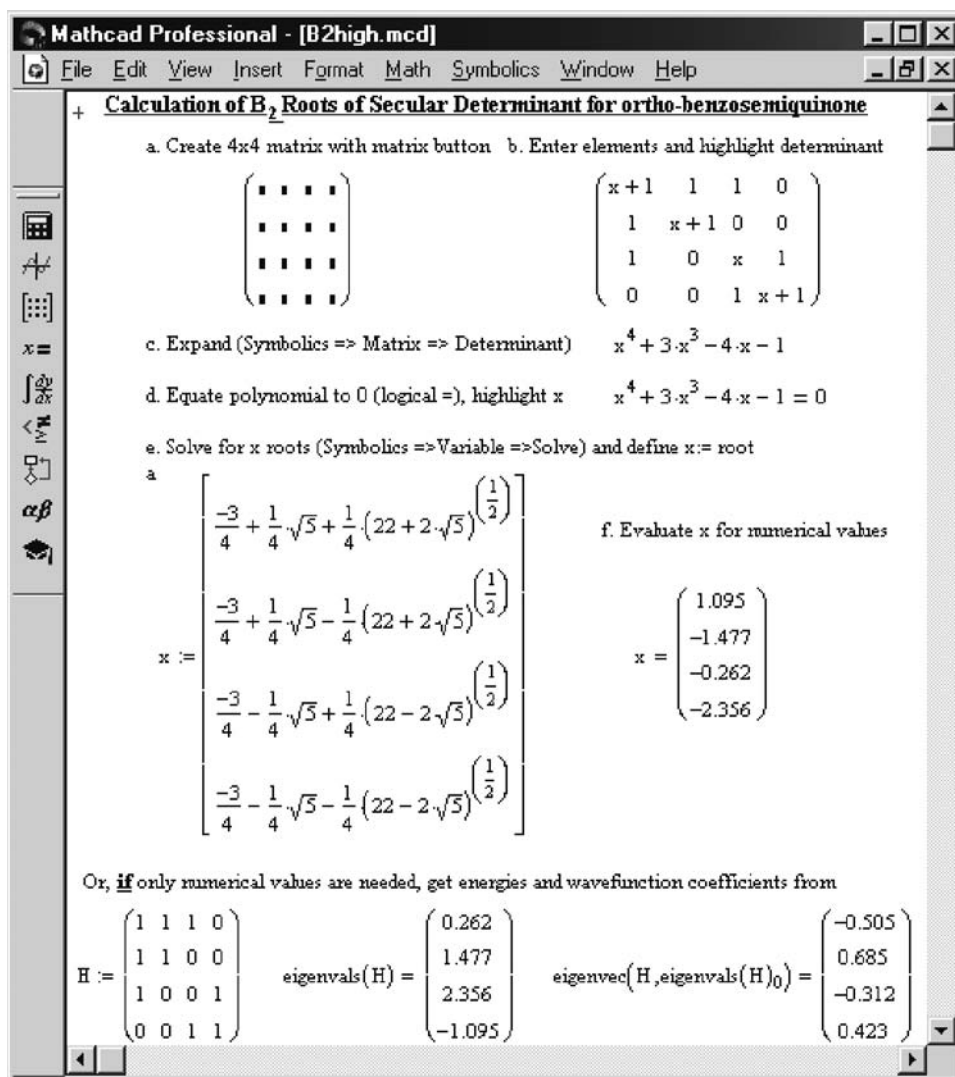 Mathcad Professional - [B2high.mcd]
File Edit View Insert Format Math Symbolics Window Help
+ Calculation of B₂ Roots of Secular Determinant for ortho-benzosemiquinone
a. Create 4x4 matrix with matrix button b. Enter elements and highlight determinant
x + 1 1 1 0
1 x + 1 0 0
1 0 x 1
0 0 1 x + 1
c. Expand (Symbolics => Matrix => Determinant) x⁴ + 3·x³ − 4·x − 1
d. Equate polynomial to 0 (logical =), highlight x x⁴ + 3·x³ − 4·x − 1 = 0
e. Solve for x roots (Symbolics =>Variable =>Solve) and define x:= root
a
x :=
-3/4 + 1/4·√5 + 1/4·(22 + 2·√5)^(1/2)
-3/4 + 1/4·√5 − 1/4·(22 + 2·√5)^(1/2)
-3/4 − 1/4·√5 + 1/4·(22 − 2·√5)^(1/2)
-3/4 − 1/4·√5 − 1/4·(22 − 2·√5)^(1/2)
f. Evaluate x for numerical values
x =
1.095
−1.477
−0.262
−2.356
Or, if only numerical values are needed, get energies and wavefunction coefficients from
H :=
1 1 1 0
1 1 0 0
1 0 0 1
0 0 1 1
eigenvals(H) =
0.262
1.477
2.356
−1.095
eigenvec(H,eigenvals(H)₀) =
−0.505
0.685
−0.312
0.423
x=
∫dy/dx
<≠≥
αβ